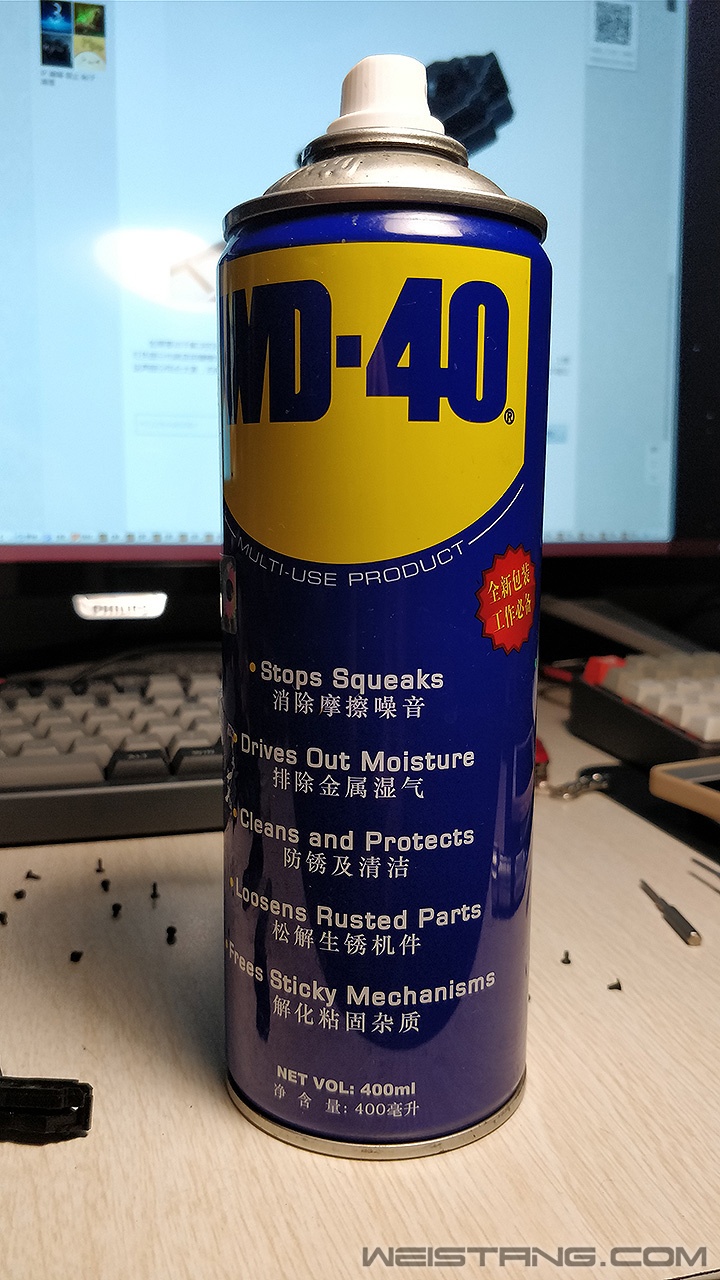 WD-40®
MULTI-USE PRODUCT
全新包装
工作必备
•Stops Squeaks
消除摩擦噪音
•Drives Out Moisture
排除金属湿气
•Cleans and Protects
防锈及清洁
•Loosens Rusted Parts
松解生锈机件
•Frees Sticky Mechanisms
解化粘固杂质
NET VOL: 400ml
净 含 量: 400毫升
PHILIPS
WEISTANG.COM